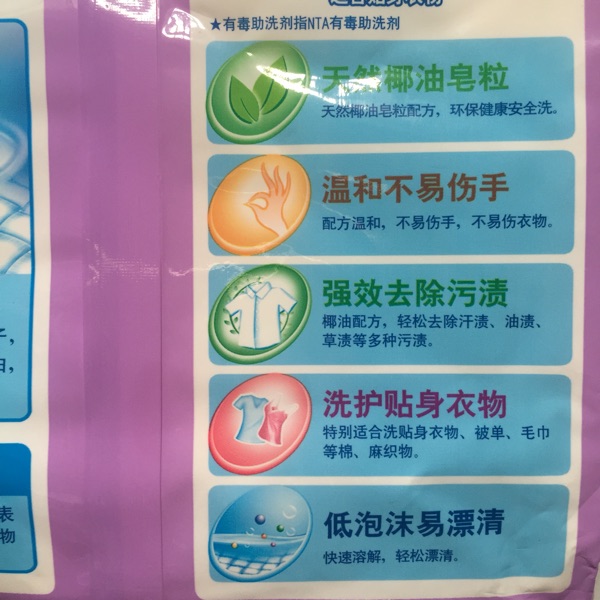 ★有毒助洗剂指NTA有毒助洗剂
天然椰油皂粒
天然椰油皂粒配方，环保健康安全洗。
温和不易伤手
配方温和，不易伤手，不易伤衣物。
强效去除污渍
椰油配方，轻松去除汗渍、油渍、
草渍等多种污渍。
洗护贴身衣物
特别适合洗贴身衣物、被单、毛巾
等棉、麻织物。
低泡沫易漂清
快速溶解，轻松漂清。
表
物